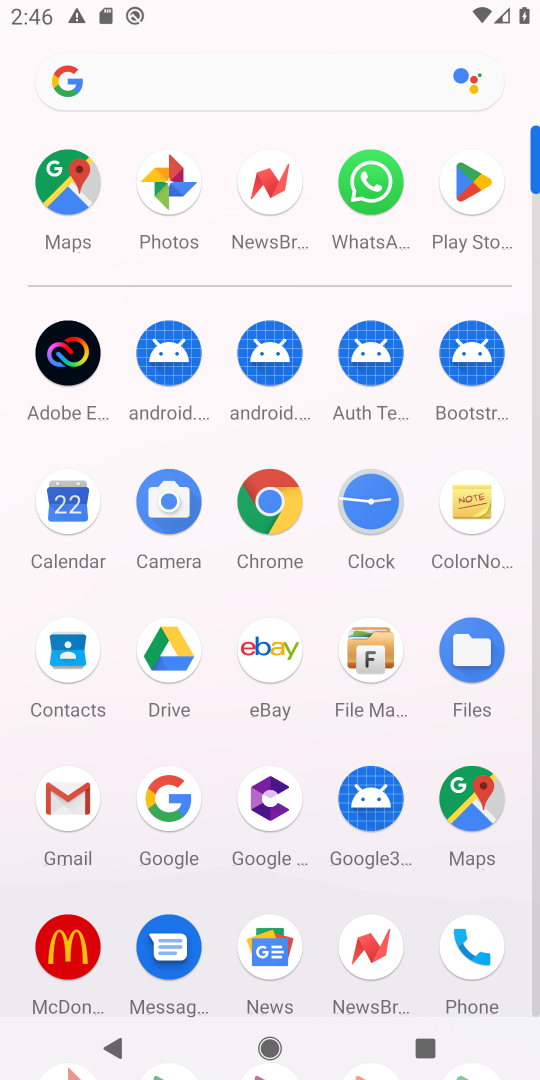 2:46
Maps Photos NewsBr... WhatsA... Play Sto...
Adobe E... android.... android.... Auth Te... Bootstr...
22
NOTE
Calendar Camera Chrome Clock ColorNo...
ebay
F
Contacts Drive eBay File Ma... Files
G
Gmail Google Google ... Google3... Maps
McDon... Messag... News NewsBr... Phone